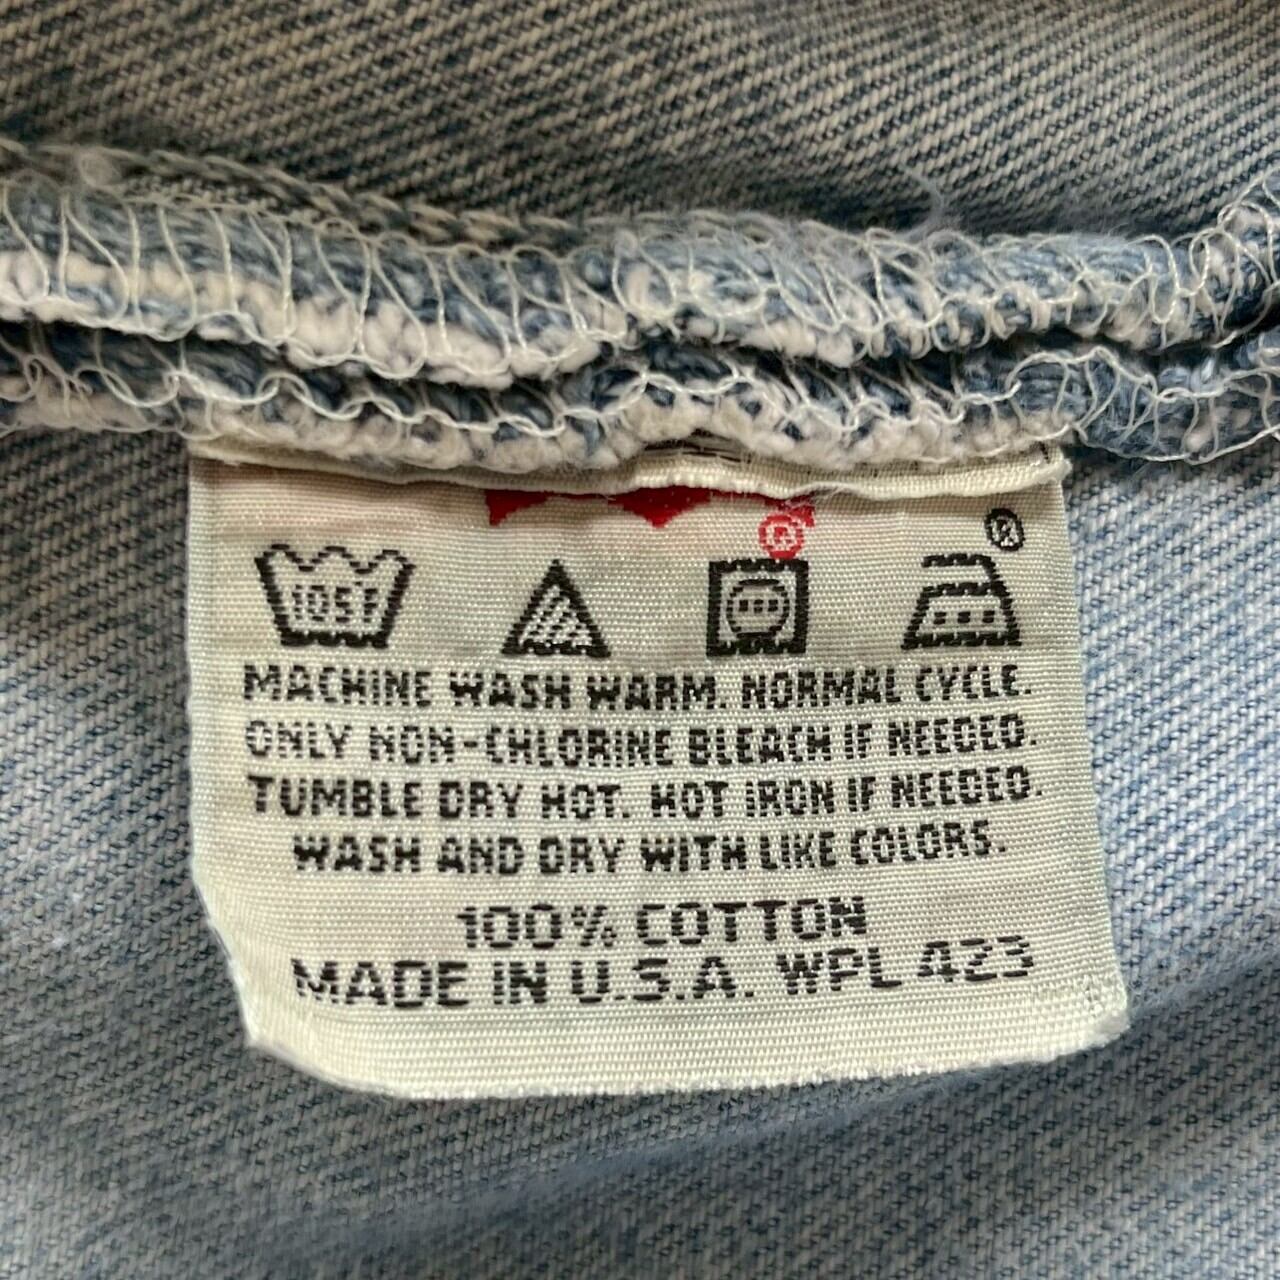 ® ®
105F
MACHINE WASH WARM. NORMAL CYCLE.
ONLY NON-CHLORINE BLEACH IF NEEDED.
TUMBLE DRY HOT. HOT IRON IF NEEDED.
WASH AND DRY WITH LIKE COLORS.
100% COTTON
MADE IN U.S.A. WPL 423